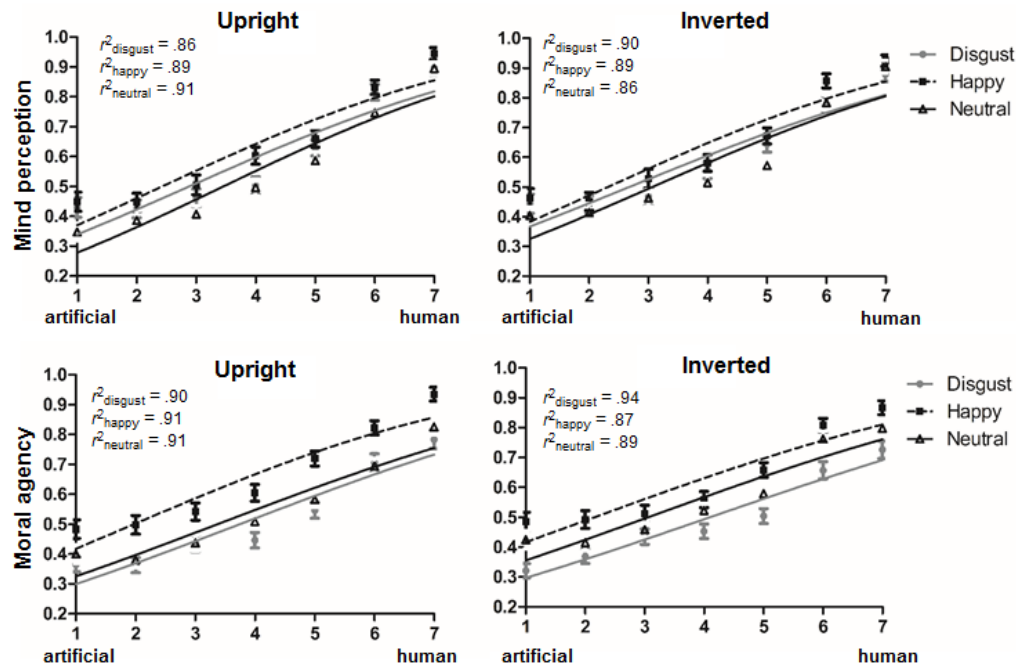 Upright
Inverted
r²disgust = .86
r²happy = .89
r²neutral = .91
r²disgust = .90
r²happy = .89
r²neutral = .86
Disgust
Happy
Neutral
Mind perception
1.0
0.9
0.8
0.7
0.6
0.5
0.4
0.3
0.2
1.0
0.9
0.8
0.7
0.6
0.5
0.4
0.3
0.2
1 2 3 4 5 6 7
1 2 3 4 5 6 7
artificial human
artificial human
Upright
Inverted
r²disgust = .90
r²happy = .91
r²neutral = .91
r²disgust = .94
r²happy = .87
r²neutral = .89
Disgust
Happy
Neutral
Moral agency
1.0
0.9
0.8
0.7
0.6
0.5
0.4
0.3
0.2
1.0
0.9
0.8
0.7
0.6
0.5
0.4
0.3
0.2
1 2 3 4 5 6 7
1 2 3 4 5 6 7
artificial human
artificial human